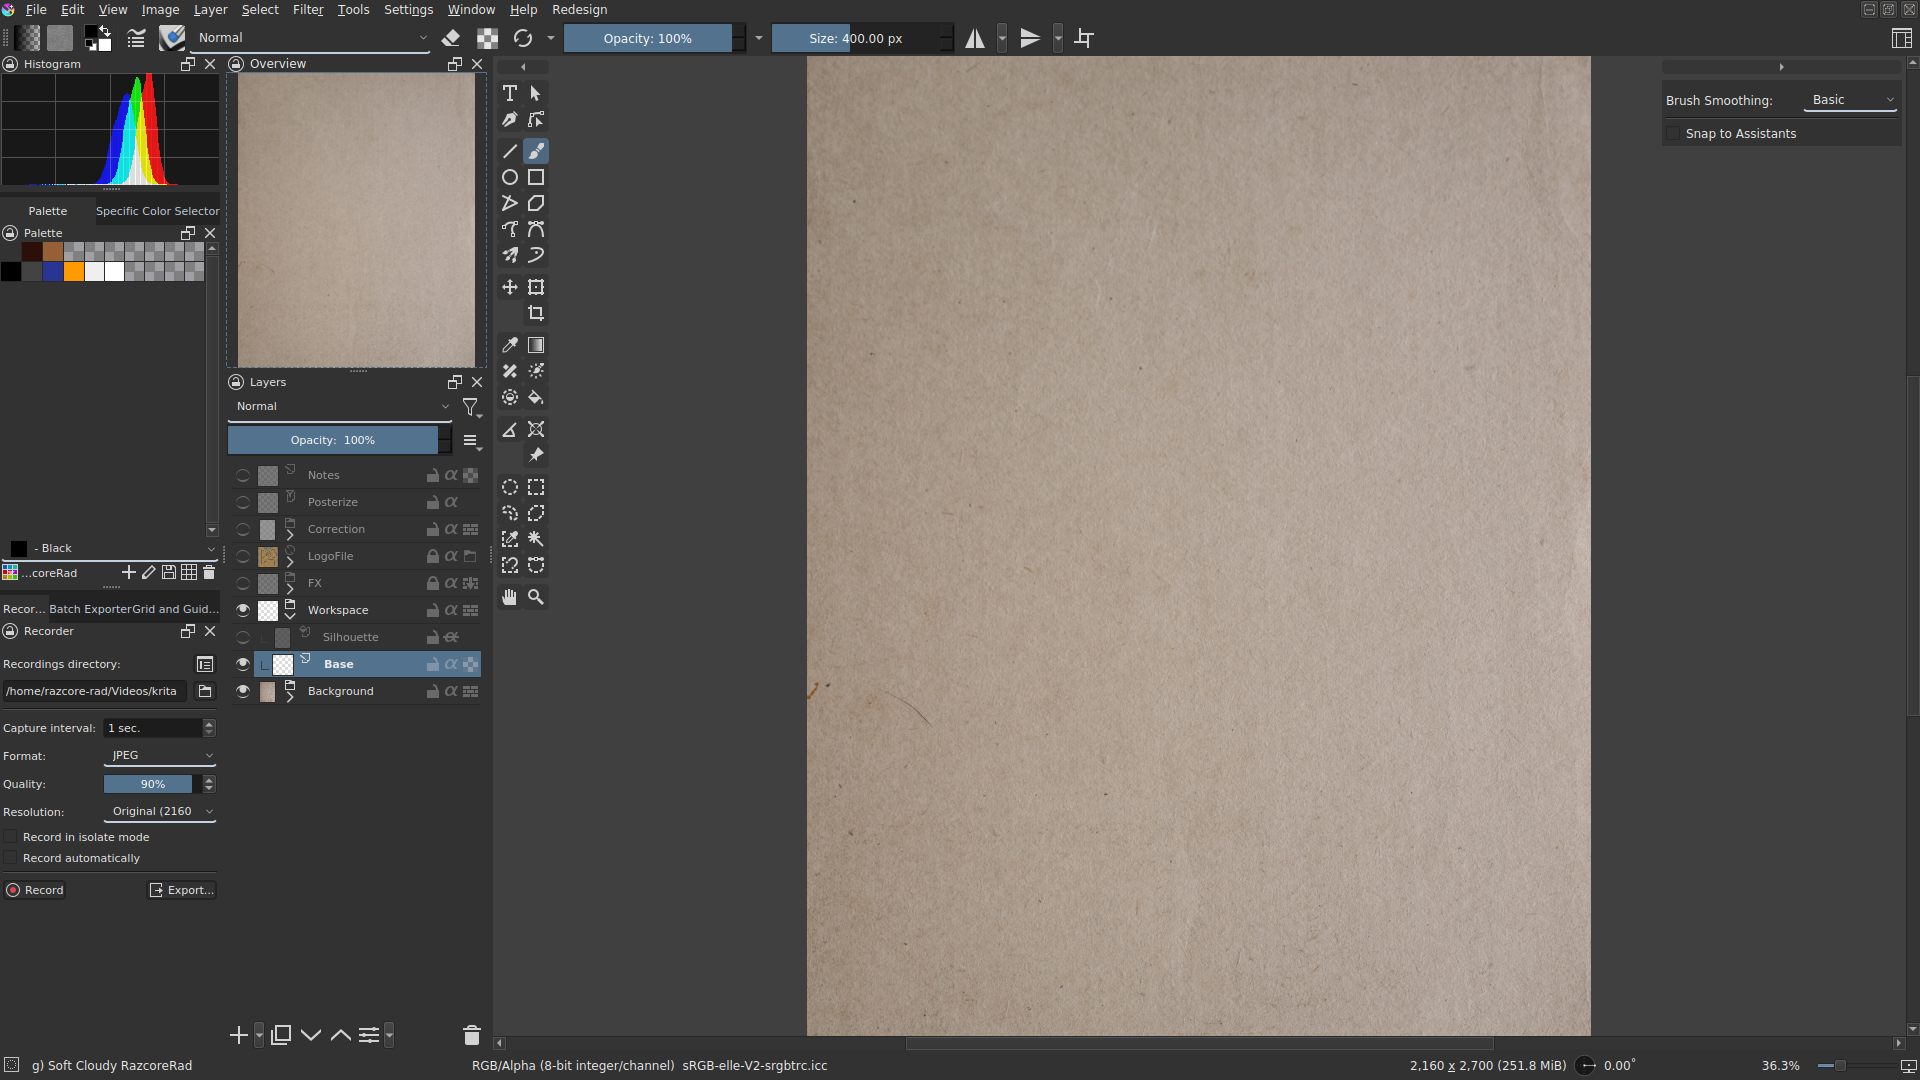 File Edit View Image Layer Select Filter Tools Settings Window Help Redesign
Normal
Opacity: 100%
Size: 400.00 px
Histogram
Overview
Brush Smoothing: Basic
Snap to Assistants
Palette Specific Color Selector
Palette
Layers
Normal
Opacity: 100%
Notes
Posterize
Correction
LogoFile
FX
Workspace
Silhouette
Base
Background
- Black
...coreRad
Recor... Batch Exporter Grid and Guid...
Recorder
Recordings directory:
/home/razcore-rad/Videos/krita
Capture interval: 1 sec.
Format: JPEG
Quality: 90%
Resolution: Original (2160
Record in isolate mode
Record automatically
Record Export...
g) Soft Cloudy RazcoreRad
RGB/Alpha (8-bit integer/channel) sRGB-elle-V2-srgbtrc.icc
2,160 x 2,700 (251.8 MiB)
0.00°
36.3%